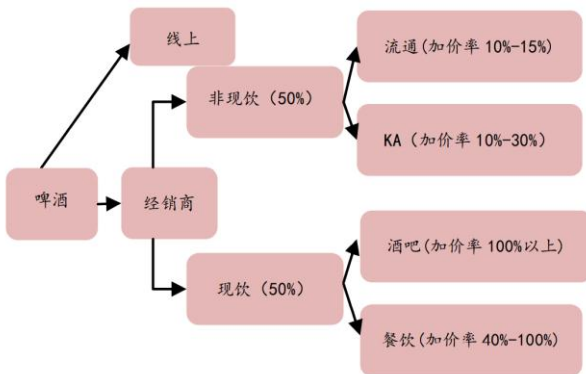 线上
流通(加价率 10%-15%)
非现饮（50%）
KA（加价率 10%-30%）
啤酒
经销商
酒吧(加价率 100%以上)
现饮（50%）
餐饮(加价率 40%-100%)